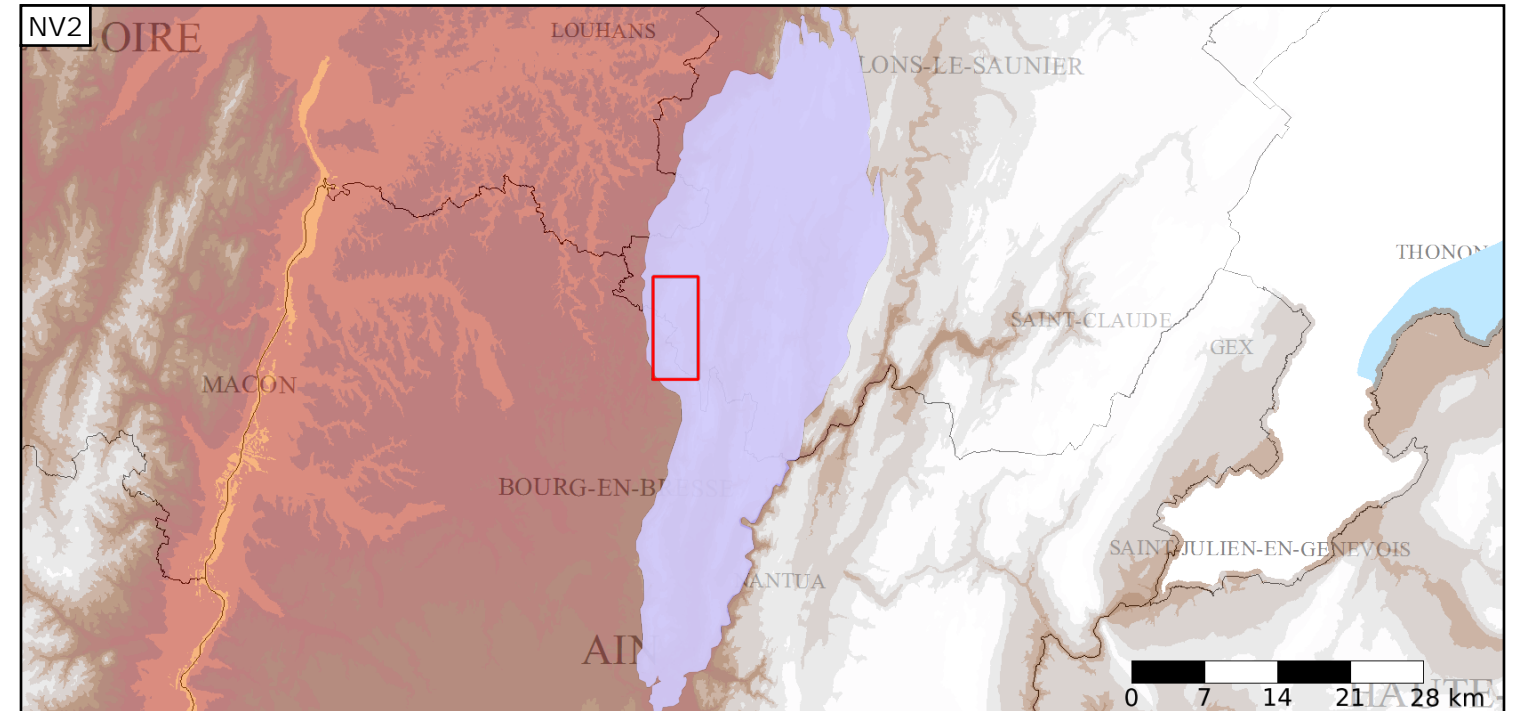 NV2
LOIRE
LOUHANS
LONS-LE-SAUNIER
THONON
SAINT-CLAUDE
GEX
MACON
BOURG-EN-BRESSE
SAINT-JULIEN-EN-GENEVOIS
NANTUA
AIN
HAUTE-
0 7 14 21 28 km